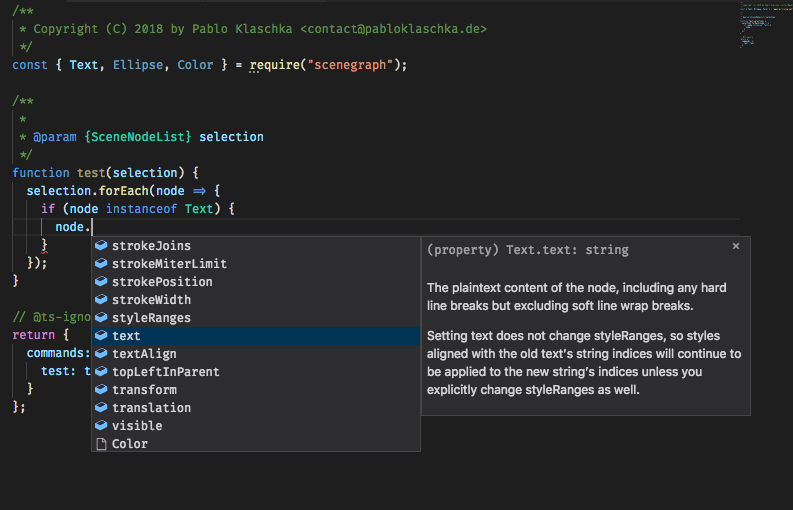 /**
* Copyright (C) 2018 by Pablo Klaschka <contact@pabloklaschka.de>
*/
const { Text, Ellipse, Color } = require("scenegraph");
/**
*
* @param {SceneNodeList} selection
*/
function test(selection) {
selection.forEach(node => {
if (node instanceof Text) {
node.
}
});
}
// @ts-igno
return {
commands:
test: t
}
};
strokeJoins
strokeMiterLimit
strokePosition
strokeWidth
styleRanges
text
textAlign
topLeftInParent
transform
translation
visible
Color
(property) Text.text: string ×
The plaintext content of the node, including any hard
line breaks but excluding soft line wrap breaks.
Setting text does not change styleRanges, so styles
aligned with the old text’s string indices will continue to
be applied to the new string’s indices unless you
explicitly change styleRanges as well.